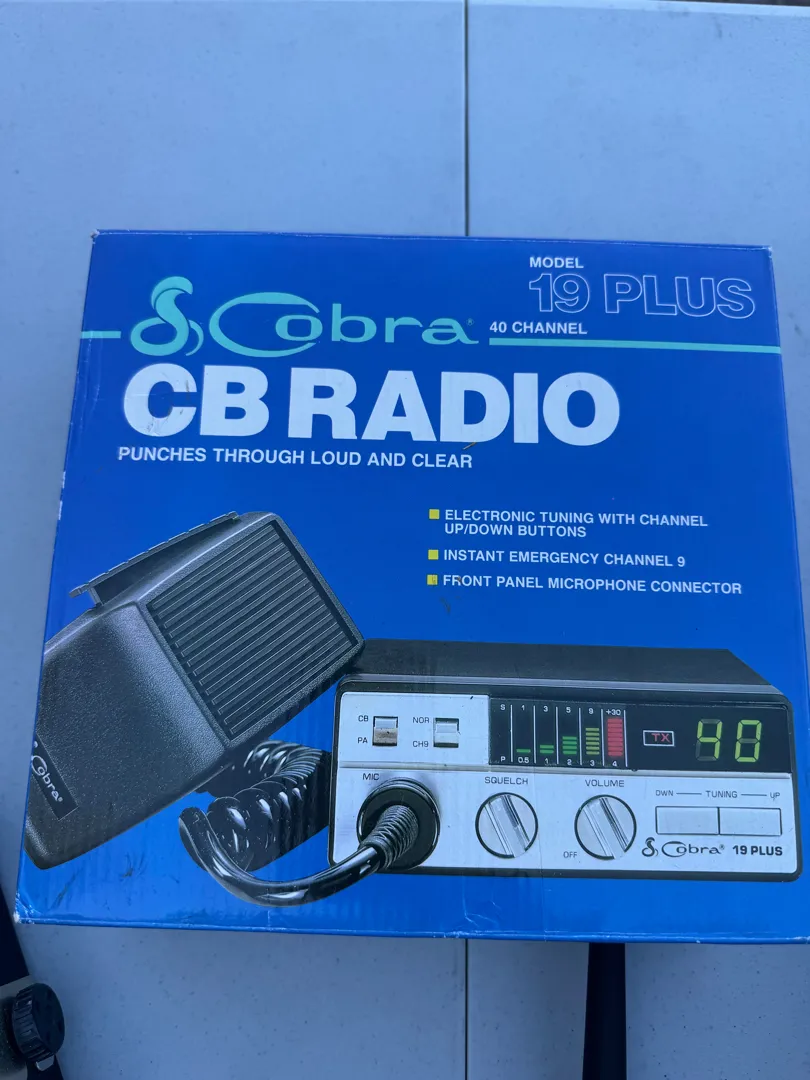 MODEL
19 PLUS
Cobra®
40 CHANNEL
CB RADIO
PUNCHES THROUGH LOUD AND CLEAR
ELECTRONIC TUNING WITH CHANNEL
UP/DOWN BUTTONS
INSTANT EMERGENCY CHANNEL 9
FRONT PANEL MICROPHONE CONNECTOR
Cobra®
CB NOR
PA CH9
S 1 3 5 9 +30
P 0.5 1 2 3 4
TX
40
MIC
SQUELCH
VOLUME
OFF
DWN TUNING UP
Cobra® 19 PLUS